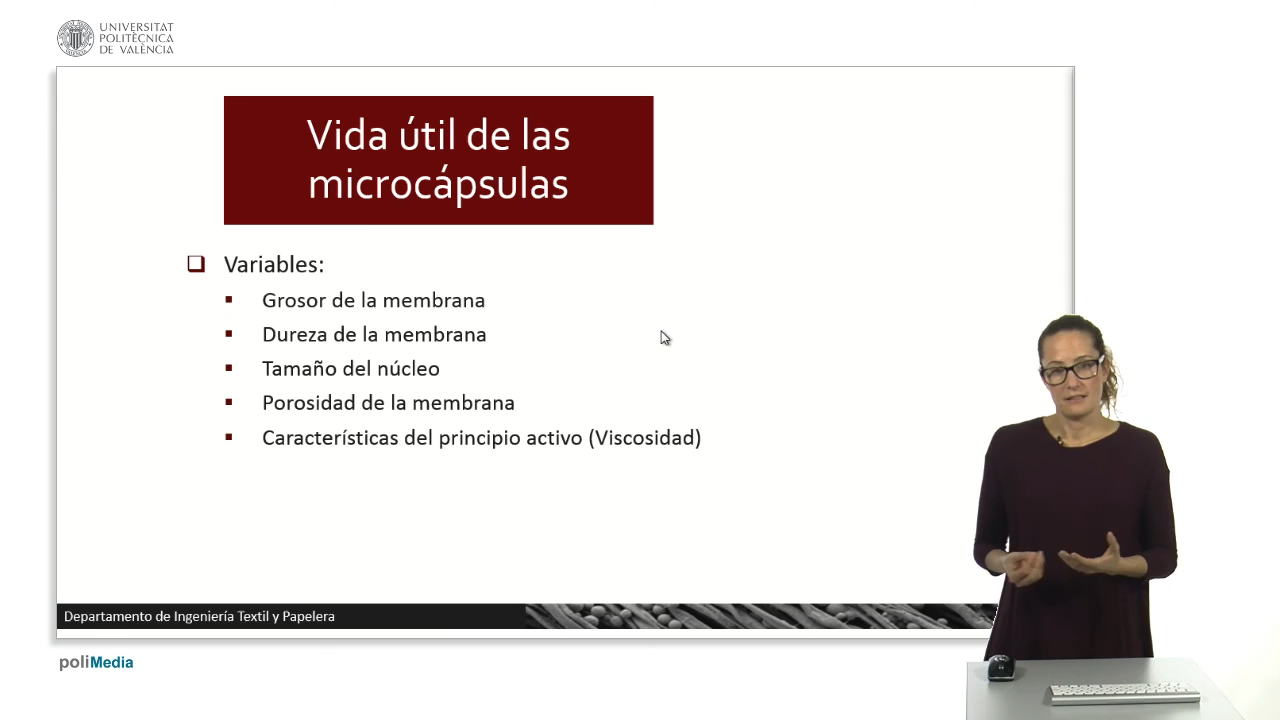 UNIVERSITAT
POLITÈCNICA
DE VALÈNCIA
Vida útil de las
microcápsulas
Variables:
Grosor de la membrana
Dureza de la membrana
Tamaño del núcleo
Porosidad de la membrana
Características del principio activo (Viscosidad)
Departamento de Ingeniería Textil y Papelera
poliMedia